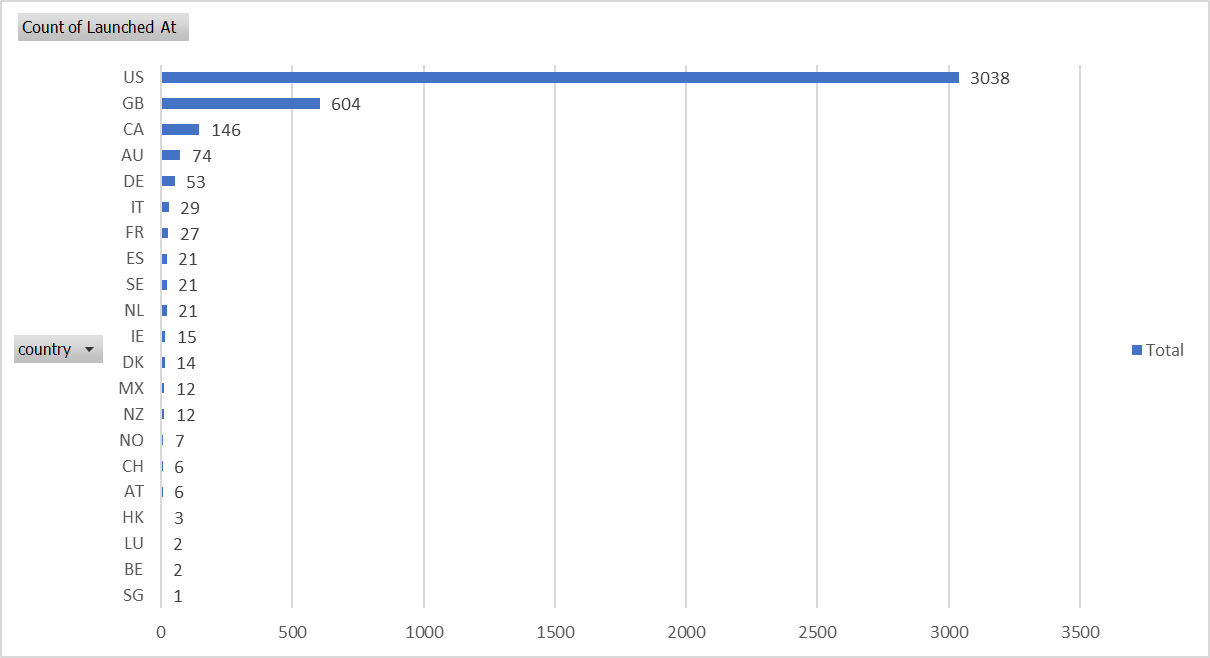 Count of Launched At
US 3038
GB 604
CA 146
AU 74
DE 53
IT 29
FR 27
ES 21
SE 21
NL 21
IE 15
country
DK 14
MX 12
NZ 12
NO 7
CH 6
AT 6
HK 3
LU 2
BE 2
SG 1
0 500 1000 1500 2000 2500 3000 3500
Total